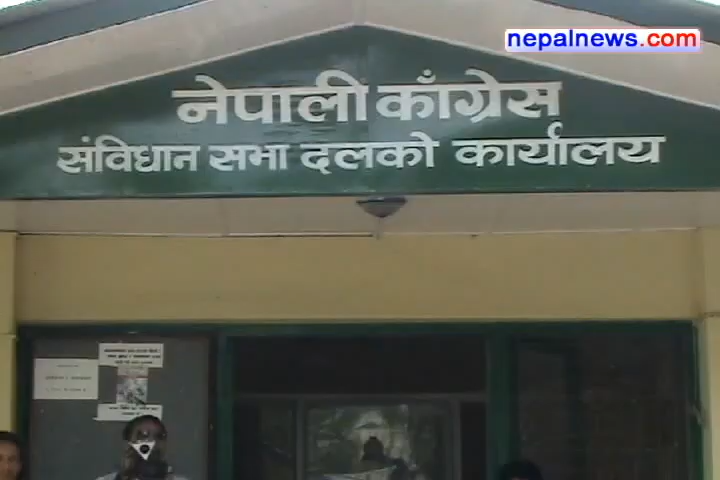 nepalnews.com
नेपाली काँग्रेस
संविधान सभा दलको कार्यालय